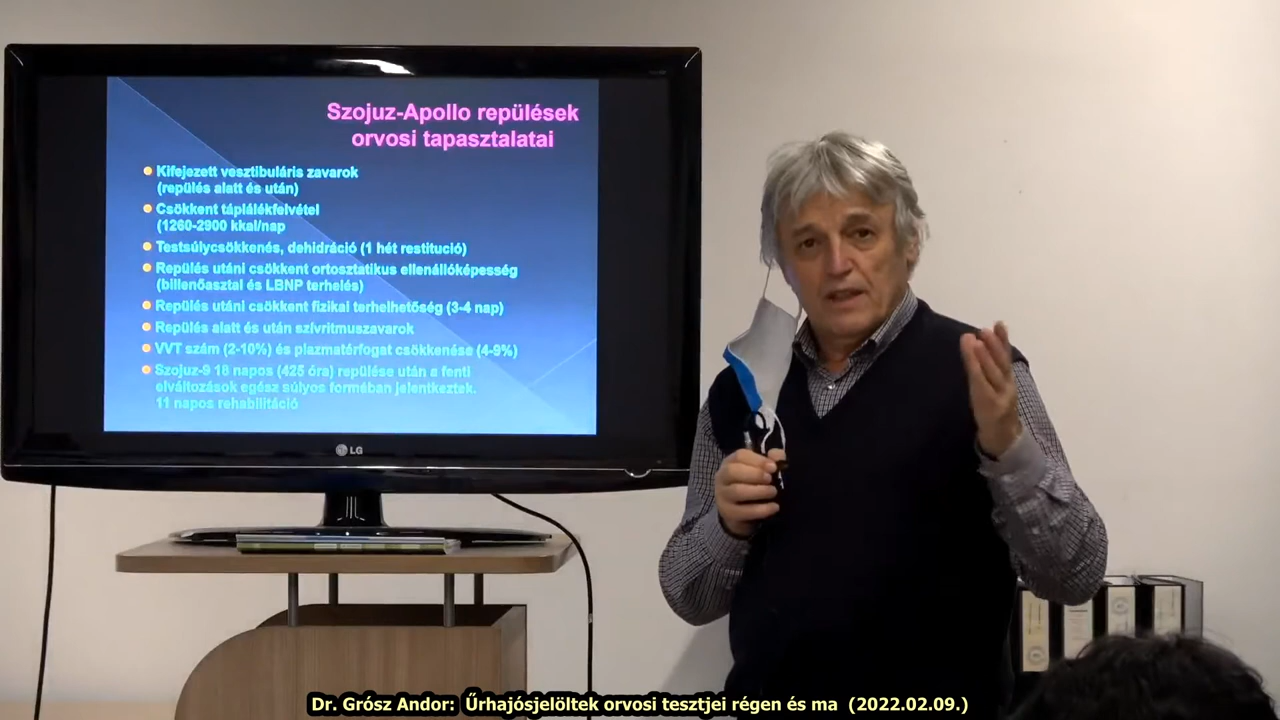 Szojuz-Apollo repülések
orvosi tapasztalatai
Kifejezett vesztibuláris zavarok
(repülés alatt és után)
Csökkent táplálékfelvétel
(1260-2900 kkal/nap
Testsúlycsökkenés, dehidráció (1 hét restitució)
Repülés utáni csökkent ortosztatikus ellenállóképesség
(billenőasztal és LBNP terhelés)
Repülés utáni csökkent fizikai terhelhetőség (3-4 nap)
Repülés alatt és után szívritmuszavarok
VVT szám (2-10%) és plazmatérfogat csökkenése (4-9%)
Szojuz-9 18 napos (425 óra) repülése után a fenti
elváltozások egész súlyos formában jelentkeztek.
11 napos rehabilitáció
LG
Dr. Grósz Andor: Űrhajósjelöltek orvosi tesztjei régen és ma (2022.02.09.)